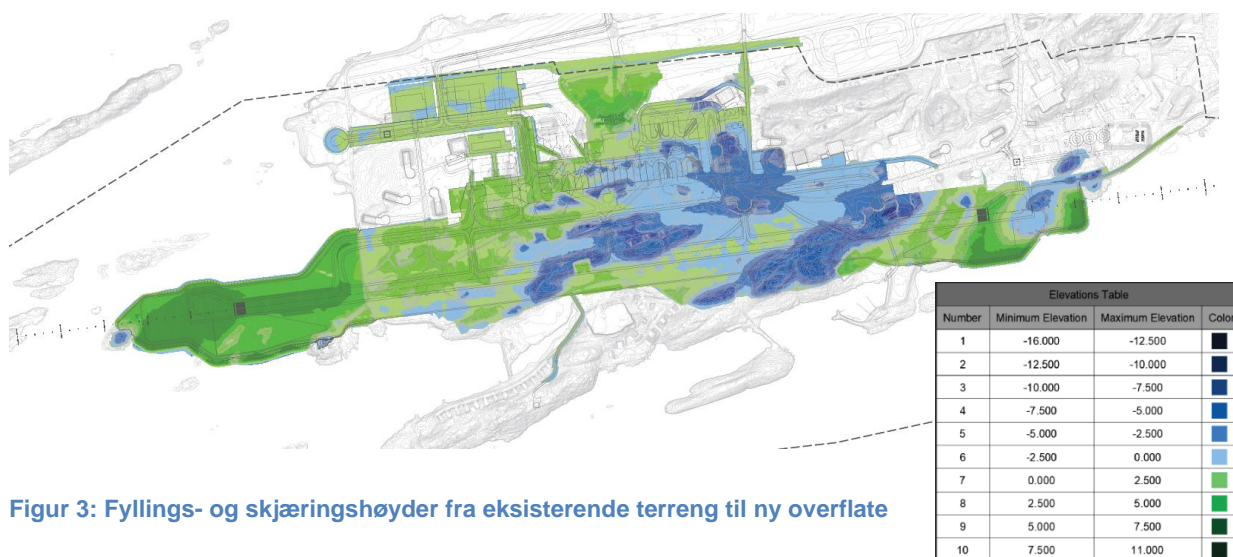 Elevations Table
Number Minimum Elevation Maximum Elevation Color
1 -16.000 -12.500
2 -12.500 -10.000
3 -10.000 -7.500
4 -7.500 -5.000
5 -5.000 -2.500
6 -2.500 0.000
7 0.000 2.500
8 2.500 5.000
9 5.000 7.500
10 7.500 11.000
Figur 3: Fyllings- og skjæringshøyder fra eksisterende terreng til ny overflate